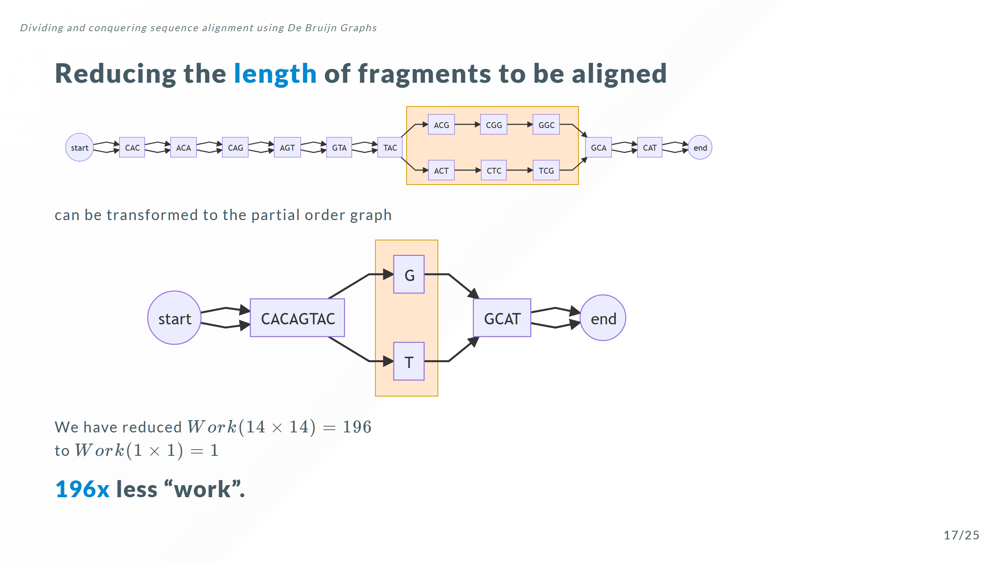 Dividing and conquering sequence alignment using De Bruijn Graphs
Reducing the length of fragments to be aligned
ACG CGG GGC
start CAC ACA CAG AGT GTA TAC GCA CAT end
ACT CTC TCG
can be transformed to the partial order graph
G
start CACAGTAC GCAT end
T
We have reduced Work(14 × 14) = 196
to Work(1 × 1) = 1
196x less “work”.
17/25